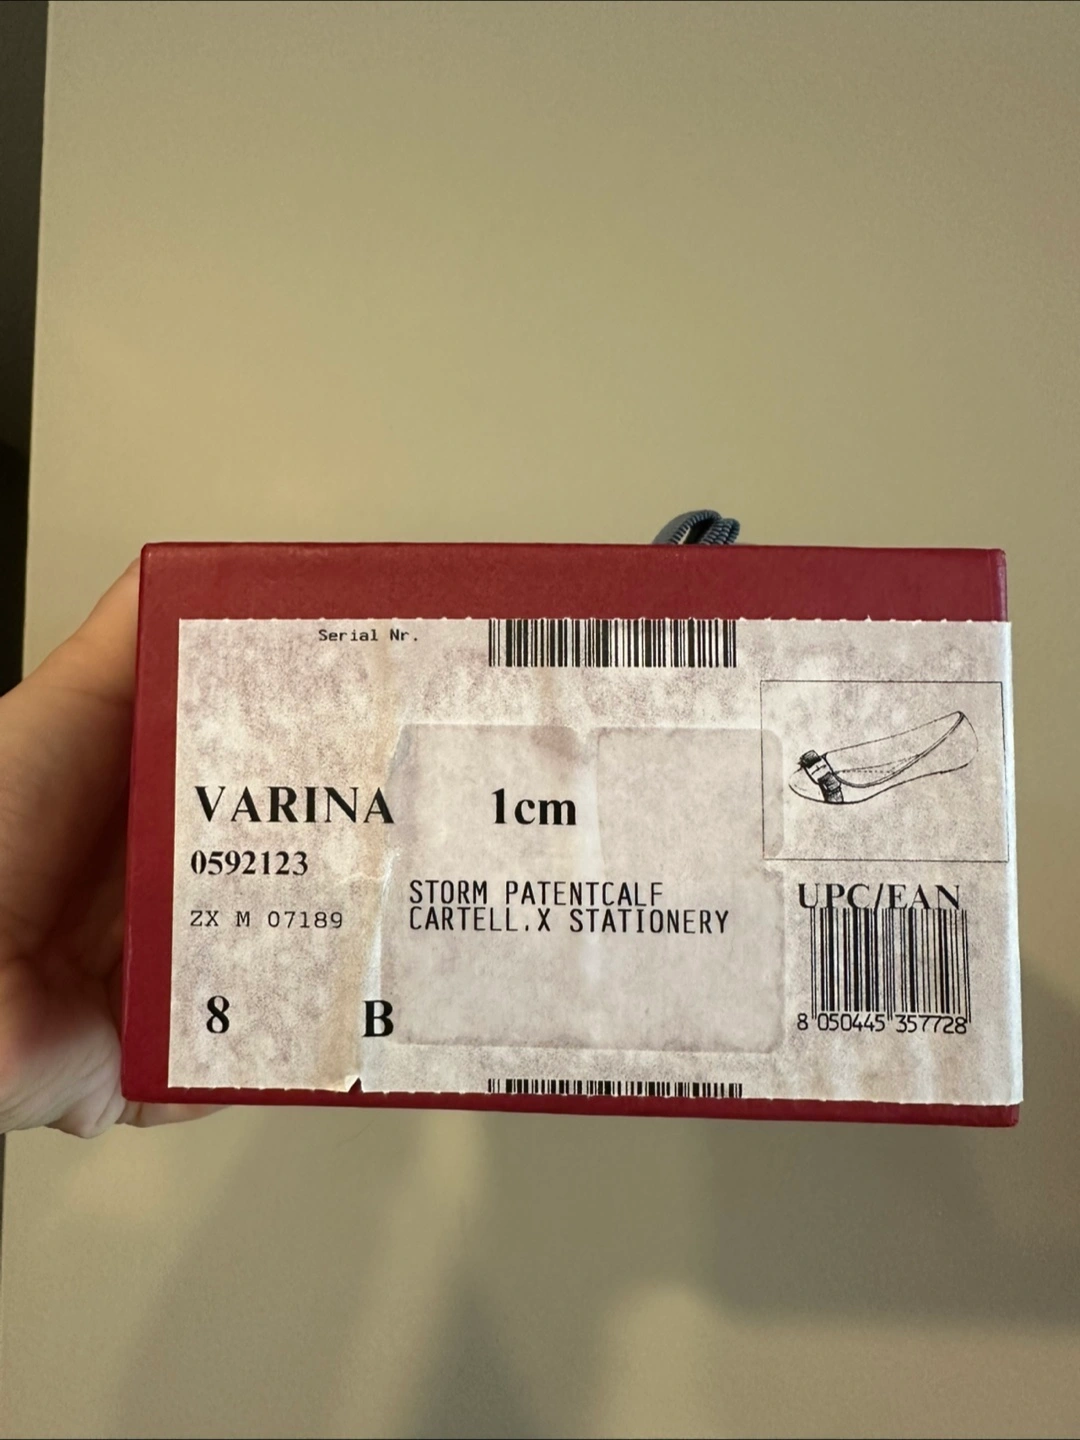 Serial Nr.
VARINA 1cm
0592123
STORM PATENTCALF
ZX M 07189
CARTELL.X STATIONERY
8 B
UPC/EAN
8 050445 357728